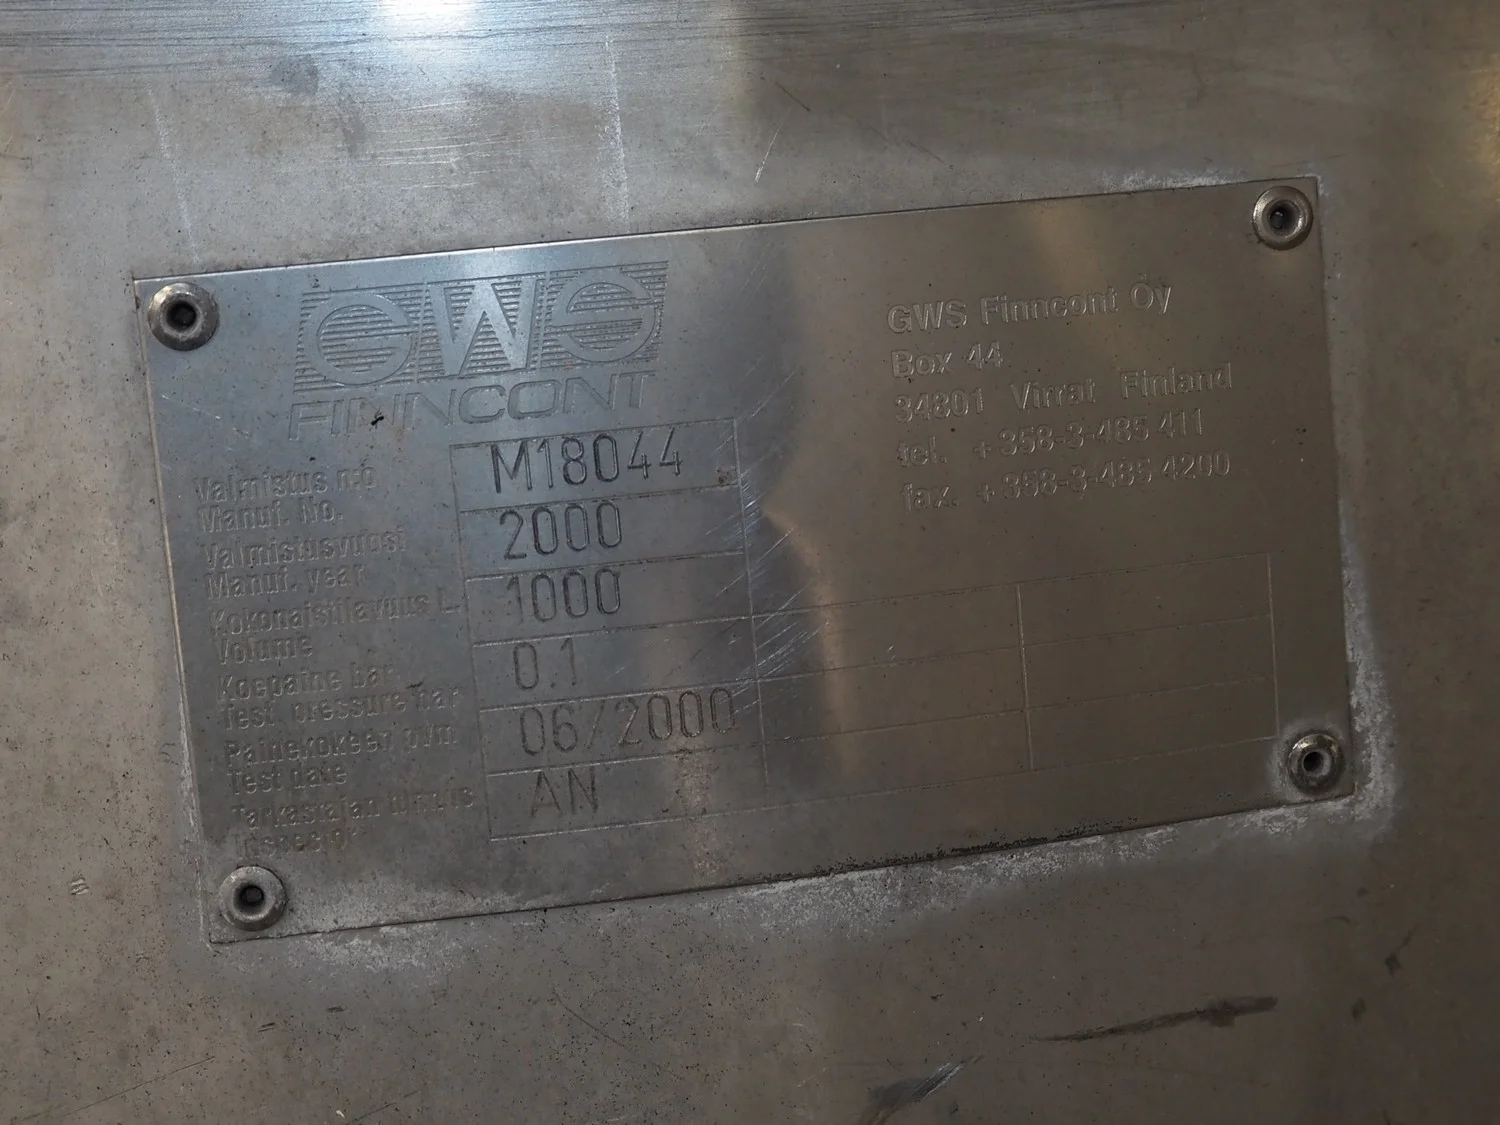 GWS
FINNCONT
GWS Finncont Oy
Box 44
34801 Virrat Finland
tel. +358-3-485 411
fax. +358-3-485 4200
Valmistus n:o
Manuf. No.
M18044
Valmistusvuosi
Manuf. year
2000
Kokonaistilavuus L
Volume
1000
Koepaine bar
Test pressure bar
0.1
Painekokeen pvm
Test date
06/2000
Tarkastajan tunnus
Inspector
AN